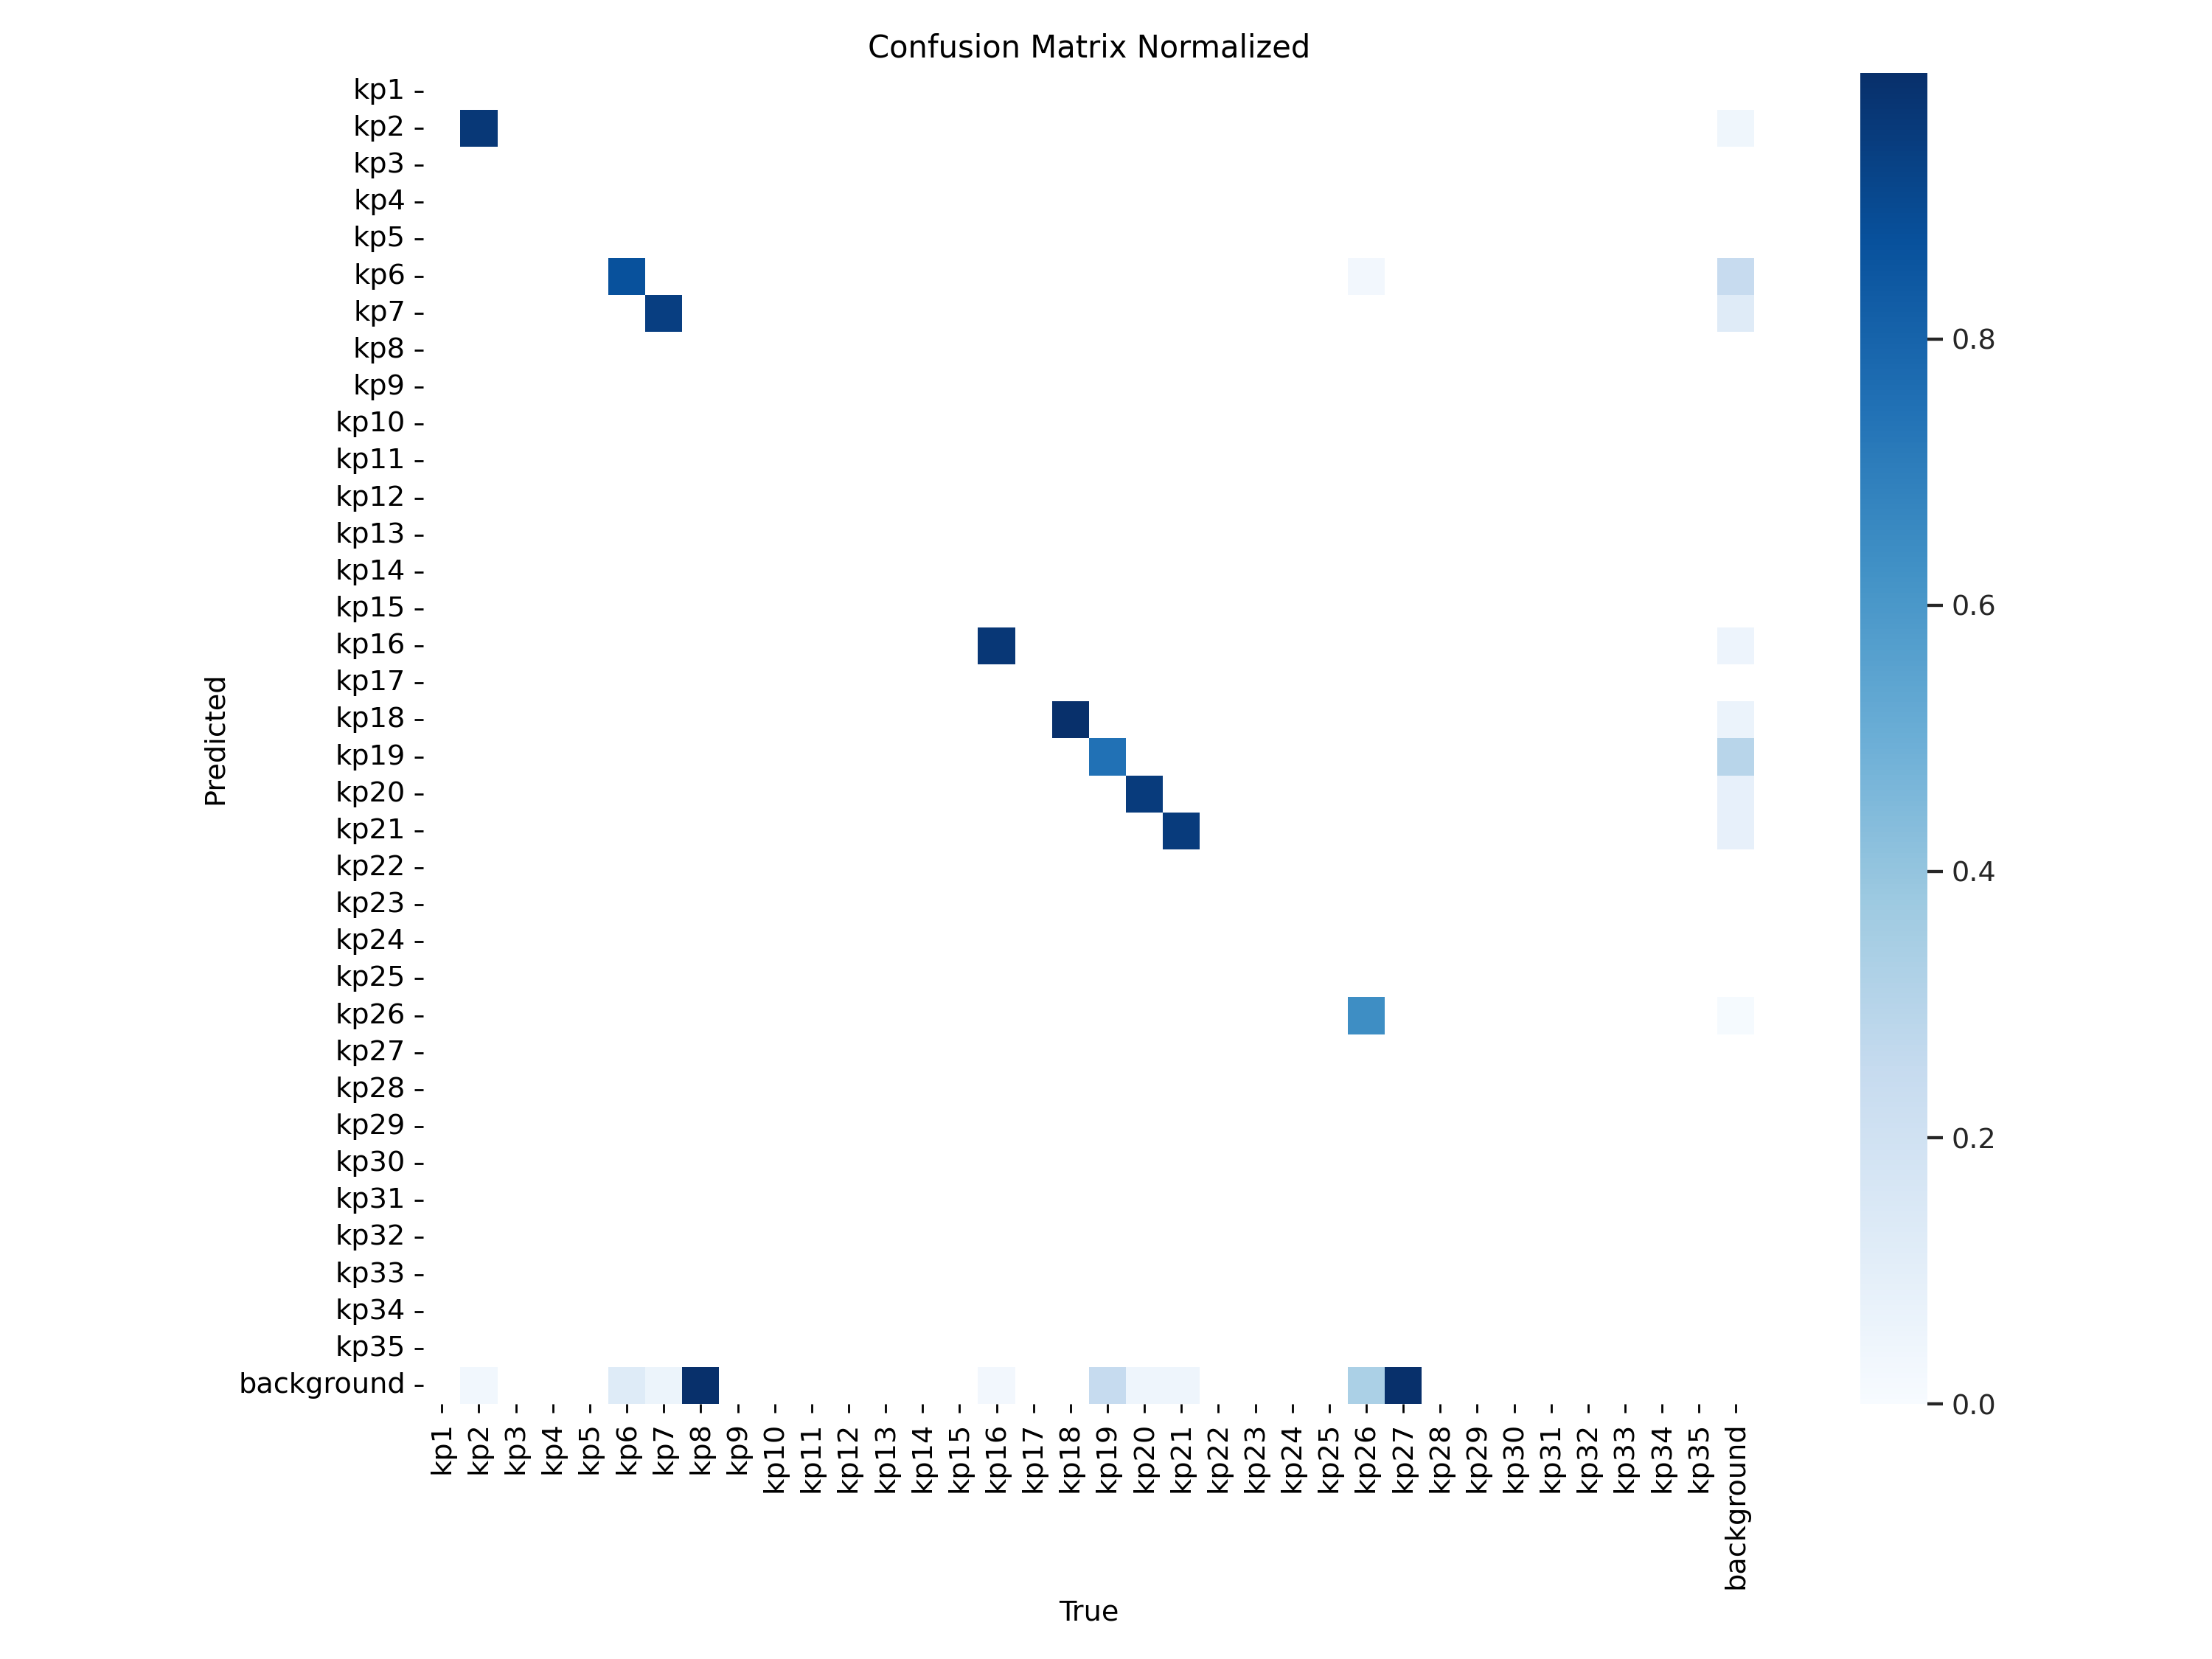 Confusion Matrix Normalized
kp1
kp2
kp3
kp4
kp5
kp6
kp7
kp8
kp9
kp10
kp11
kp12
kp13
kp14
kp15
kp16
kp17
kp18
kp19
kp20
kp21
kp22
kp23
kp24
kp25
kp26
kp27
kp28
kp29
kp30
kp31
kp32
kp33
kp34
kp35
background
Predicted
kp1 kp2 kp3 kp4 kp5 kp6 kp7 kp8 kp9 kp10 kp11 kp12 kp13 kp14 kp15 kp16 kp17 kp18 kp19 kp20 kp21 kp22 kp23 kp24 kp25 kp26 kp27 kp28 kp29 kp30 kp31 kp32 kp33 kp34 kp35 background
True
0.8
0.6
0.4
0.2
0.0